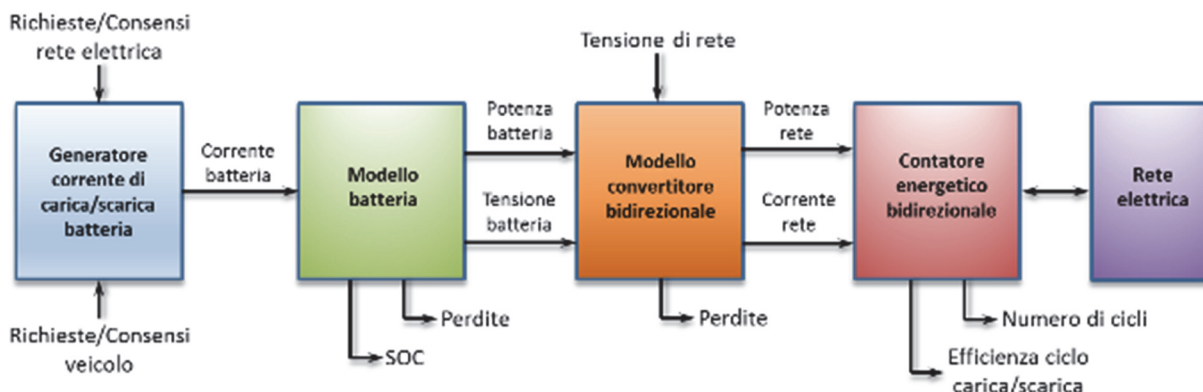 Richieste/Consensi
rete elettrica
Tensione di rete
Generatore
corrente di
carica/scarica
batteria
Corrente
batteria
Modello
batteria
Potenza
batteria
Tensione
batteria
Modello
convertitore
bidirezionale
Potenza
rete
Corrente
rete
Contatore
energetico
bidirezionale
Rete
elettrica
Richieste/Consensi
veicolo
Perdite
SOC
Perdite
Numero di cicli
Efficienza ciclo
carica/scarica